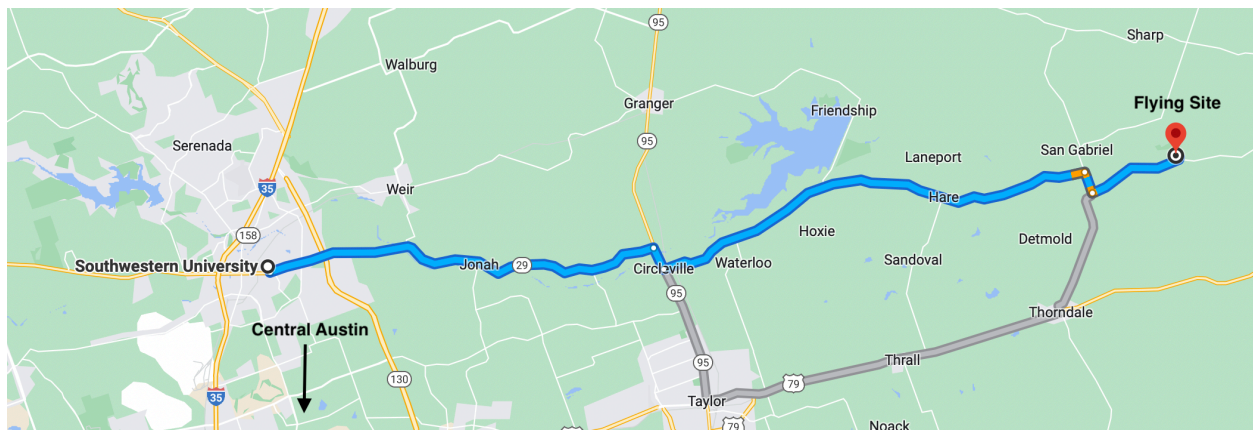 95
Sharp
Walburg
Granger
Flying Site
Friendship
95
Serenada
San Gabriel
Laneport
35
Weir
Hare
158
Hoxie
Detmold
Southwestern University
Jonah
29
Circleville
Waterloo
Sandoval
95
Thorndale
Central Austin
95
Thrall
130
79
35
Taylor
79
Noack